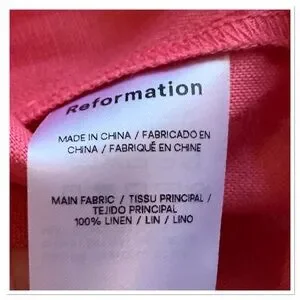 Reformation
MADE IN CHINA / FABRICADO EN
CHINA / FABRIQUÉ EN CHINE
MAIN FABRIC / TISSU PRINCIPAL /
TEJIDO PRINCIPAL
100% LINEN / LIN / LINO